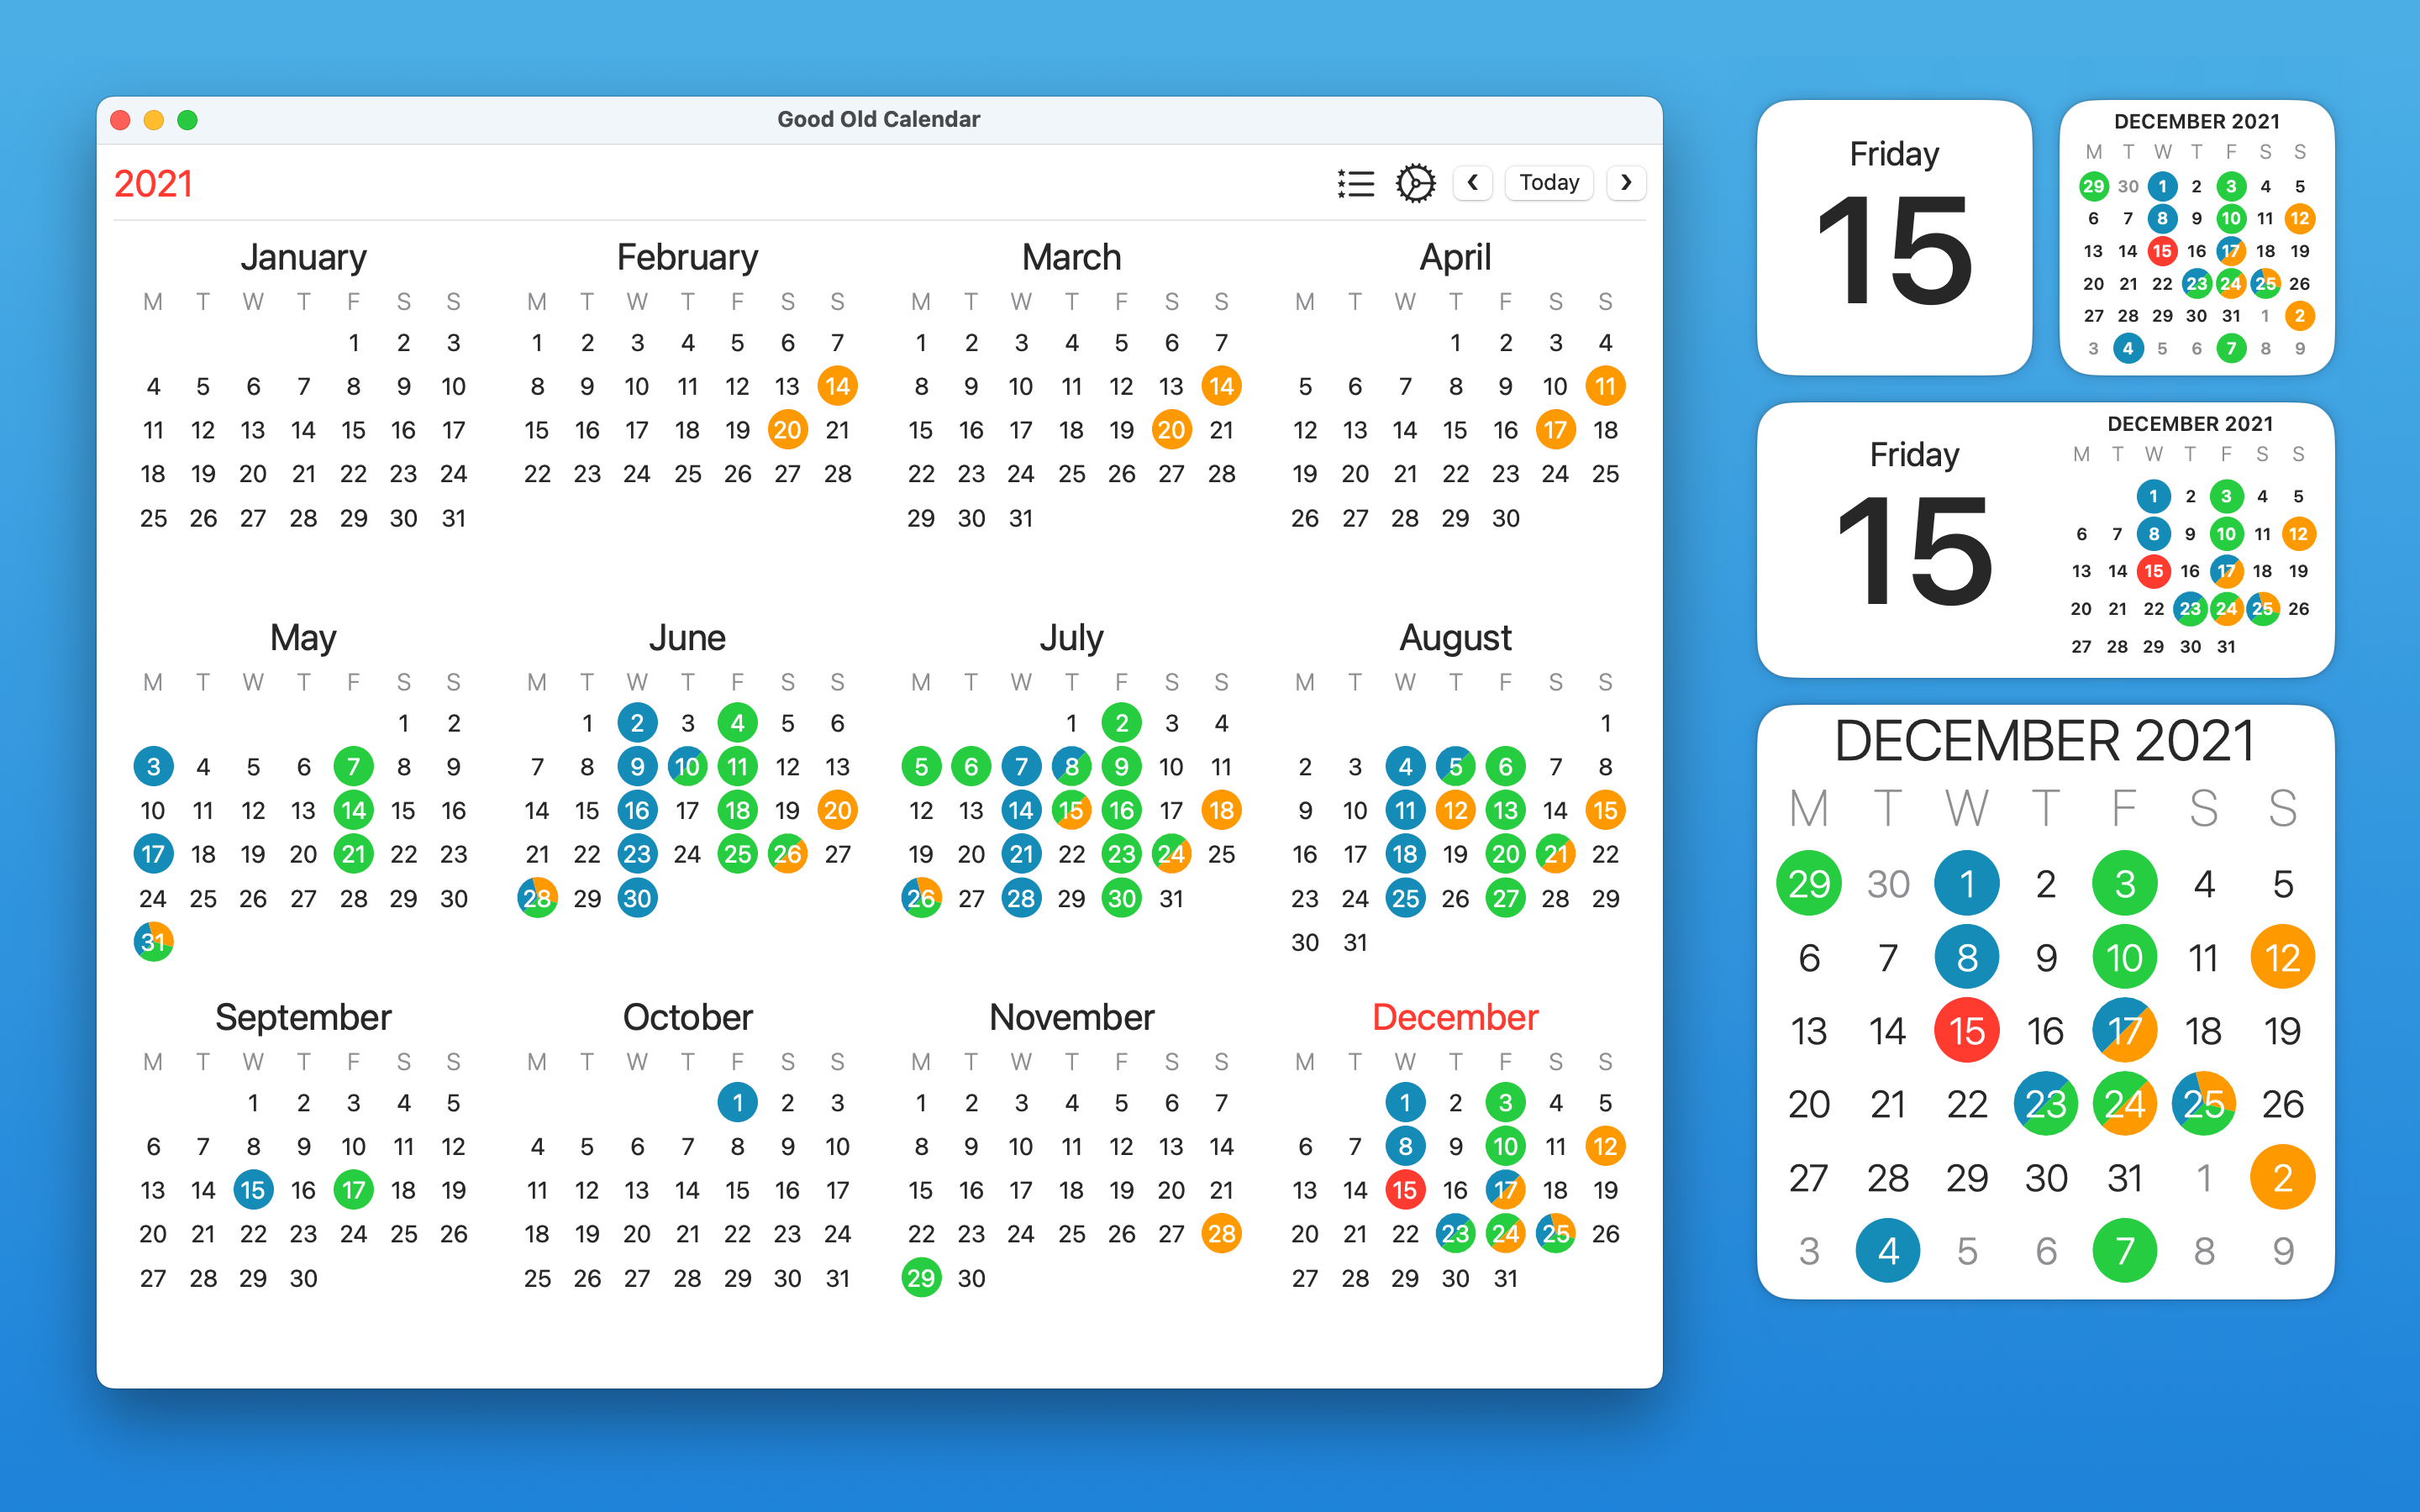 Good Old Calendar
2021
Today
January February March April
M T W T F S S M T W T F S S M T W T F S S M T W T F S S
1 2 3 1 2 3 4 5 6 7 1 2 3 4 5 6 7 1 2 3 4
4 5 6 7 8 9 10 8 9 10 11 12 13 14 8 9 10 11 12 13 14 5 6 7 8 9 10 11
11 12 13 14 15 16 17 15 16 17 18 19 20 21 15 16 17 18 19 20 21 12 13 14 15 16 17 18
18 19 20 21 22 23 24 22 23 24 25 26 27 28 22 23 24 25 26 27 28 19 20 21 22 23 24 25
25 26 27 28 29 30 31 29 30 31 26 27 28 29 30
May June July August
M T W T F S S M T W T F S S M T W T F S S M T W T F S S
1 2 1 2 3 4 5 6 1 2 3 4 1
3 4 5 6 7 8 9 7 8 9 10 11 12 13 5 6 7 8 9 10 11 2 3 4 5 6 7 8
10 11 12 13 14 15 16 14 15 16 17 18 19 20 12 13 14 15 16 17 18 9 10 11 12 13 14 15
17 18 19 20 21 22 23 21 22 23 24 25 26 27 19 20 21 22 23 24 25 16 17 18 19 20 21 22
24 25 26 27 28 29 30 28 29 30 26 27 28 29 30 31 23 24 25 26 27 28 29
31 30 31
September October November December
M T W T F S S M T W T F S S M T W T F S S M T W T F S S
1 2 3 4 5 1 2 3 1 2 3 4 5 6 7 1 2 3 4 5
6 7 8 9 10 11 12 4 5 6 7 8 9 10 8 9 10 11 12 13 14 6 7 8 9 10 11 12
13 14 15 16 17 18 19 11 12 13 14 15 16 17 15 16 17 18 19 20 21 13 14 15 16 17 18 19
20 21 22 23 24 25 26 18 19 20 21 22 23 24 22 23 24 25 26 27 28 20 21 22 23 24 25 26
27 28 29 30 25 26 27 28 29 30 31 29 30 27 28 29 30 31
Friday
15
DECEMBER 2021
M T W T F S S
29 30 1 2 3 4 5
6 7 8 9 10 11 12
13 14 15 16 17 18 19
20 21 22 23 24 25 26
27 28 29 30 31 1 2
3 4 5 6 7 8 9
Friday
15
DECEMBER 2021
M T W T F S S
1 2 3 4 5
6 7 8 9 10 11 12
13 14 15 16 17 18 19
20 21 22 23 24 25 26
27 28 29 30 31
DECEMBER 2021
M T W T F S S
29 30 1 2 3 4 5
6 7 8 9 10 11 12
13 14 15 16 17 18 19
20 21 22 23 24 25 26
27 28 29 30 31 1 2
3 4 5 6 7 8 9